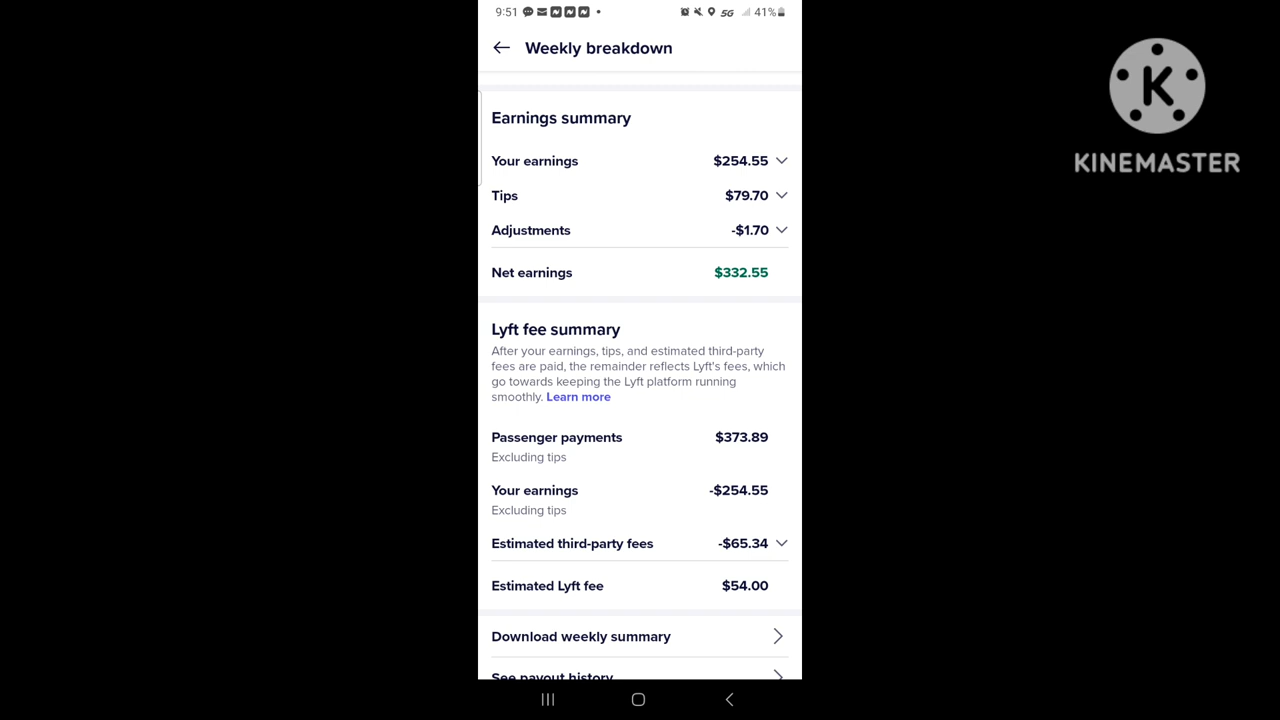 9:51
5G
41%
Weekly breakdown
K
KINEMASTER
Earnings summary
Your earnings $254.55
Tips $79.70
Adjustments -$1.70
Net earnings $332.55
Lyft fee summary
After your earnings, tips, and estimated third-party
fees are paid, the remainder reflects Lyft's fees, which
go towards keeping the Lyft platform running
smoothly. Learn more
Passenger payments $373.89
Excluding tips
Your earnings -$254.55
Excluding tips
Estimated third-party fees -$65.34
Estimated Lyft fee $54.00
Download weekly summary
See payout history